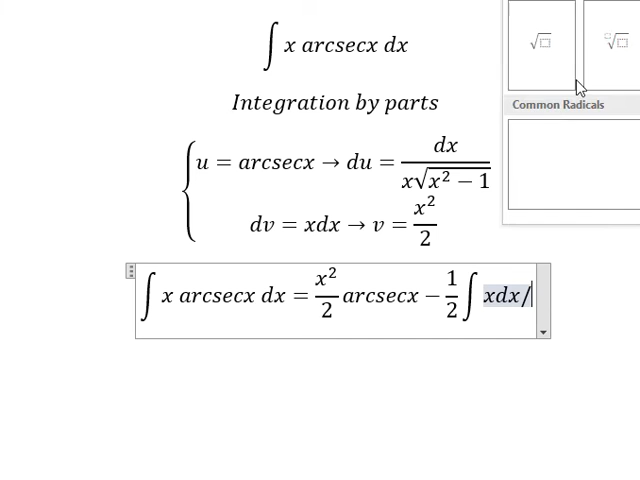 ∫ x arcsecx dx
Integration by parts
{ u = arcsecx → du = dx / (x√(x² − 1))
dv = xdx → v = x²/2
∫ x arcsecx dx = x²/2 arcsecx − 1/2 ∫ xdx/
√□ □√□
Common Radicals